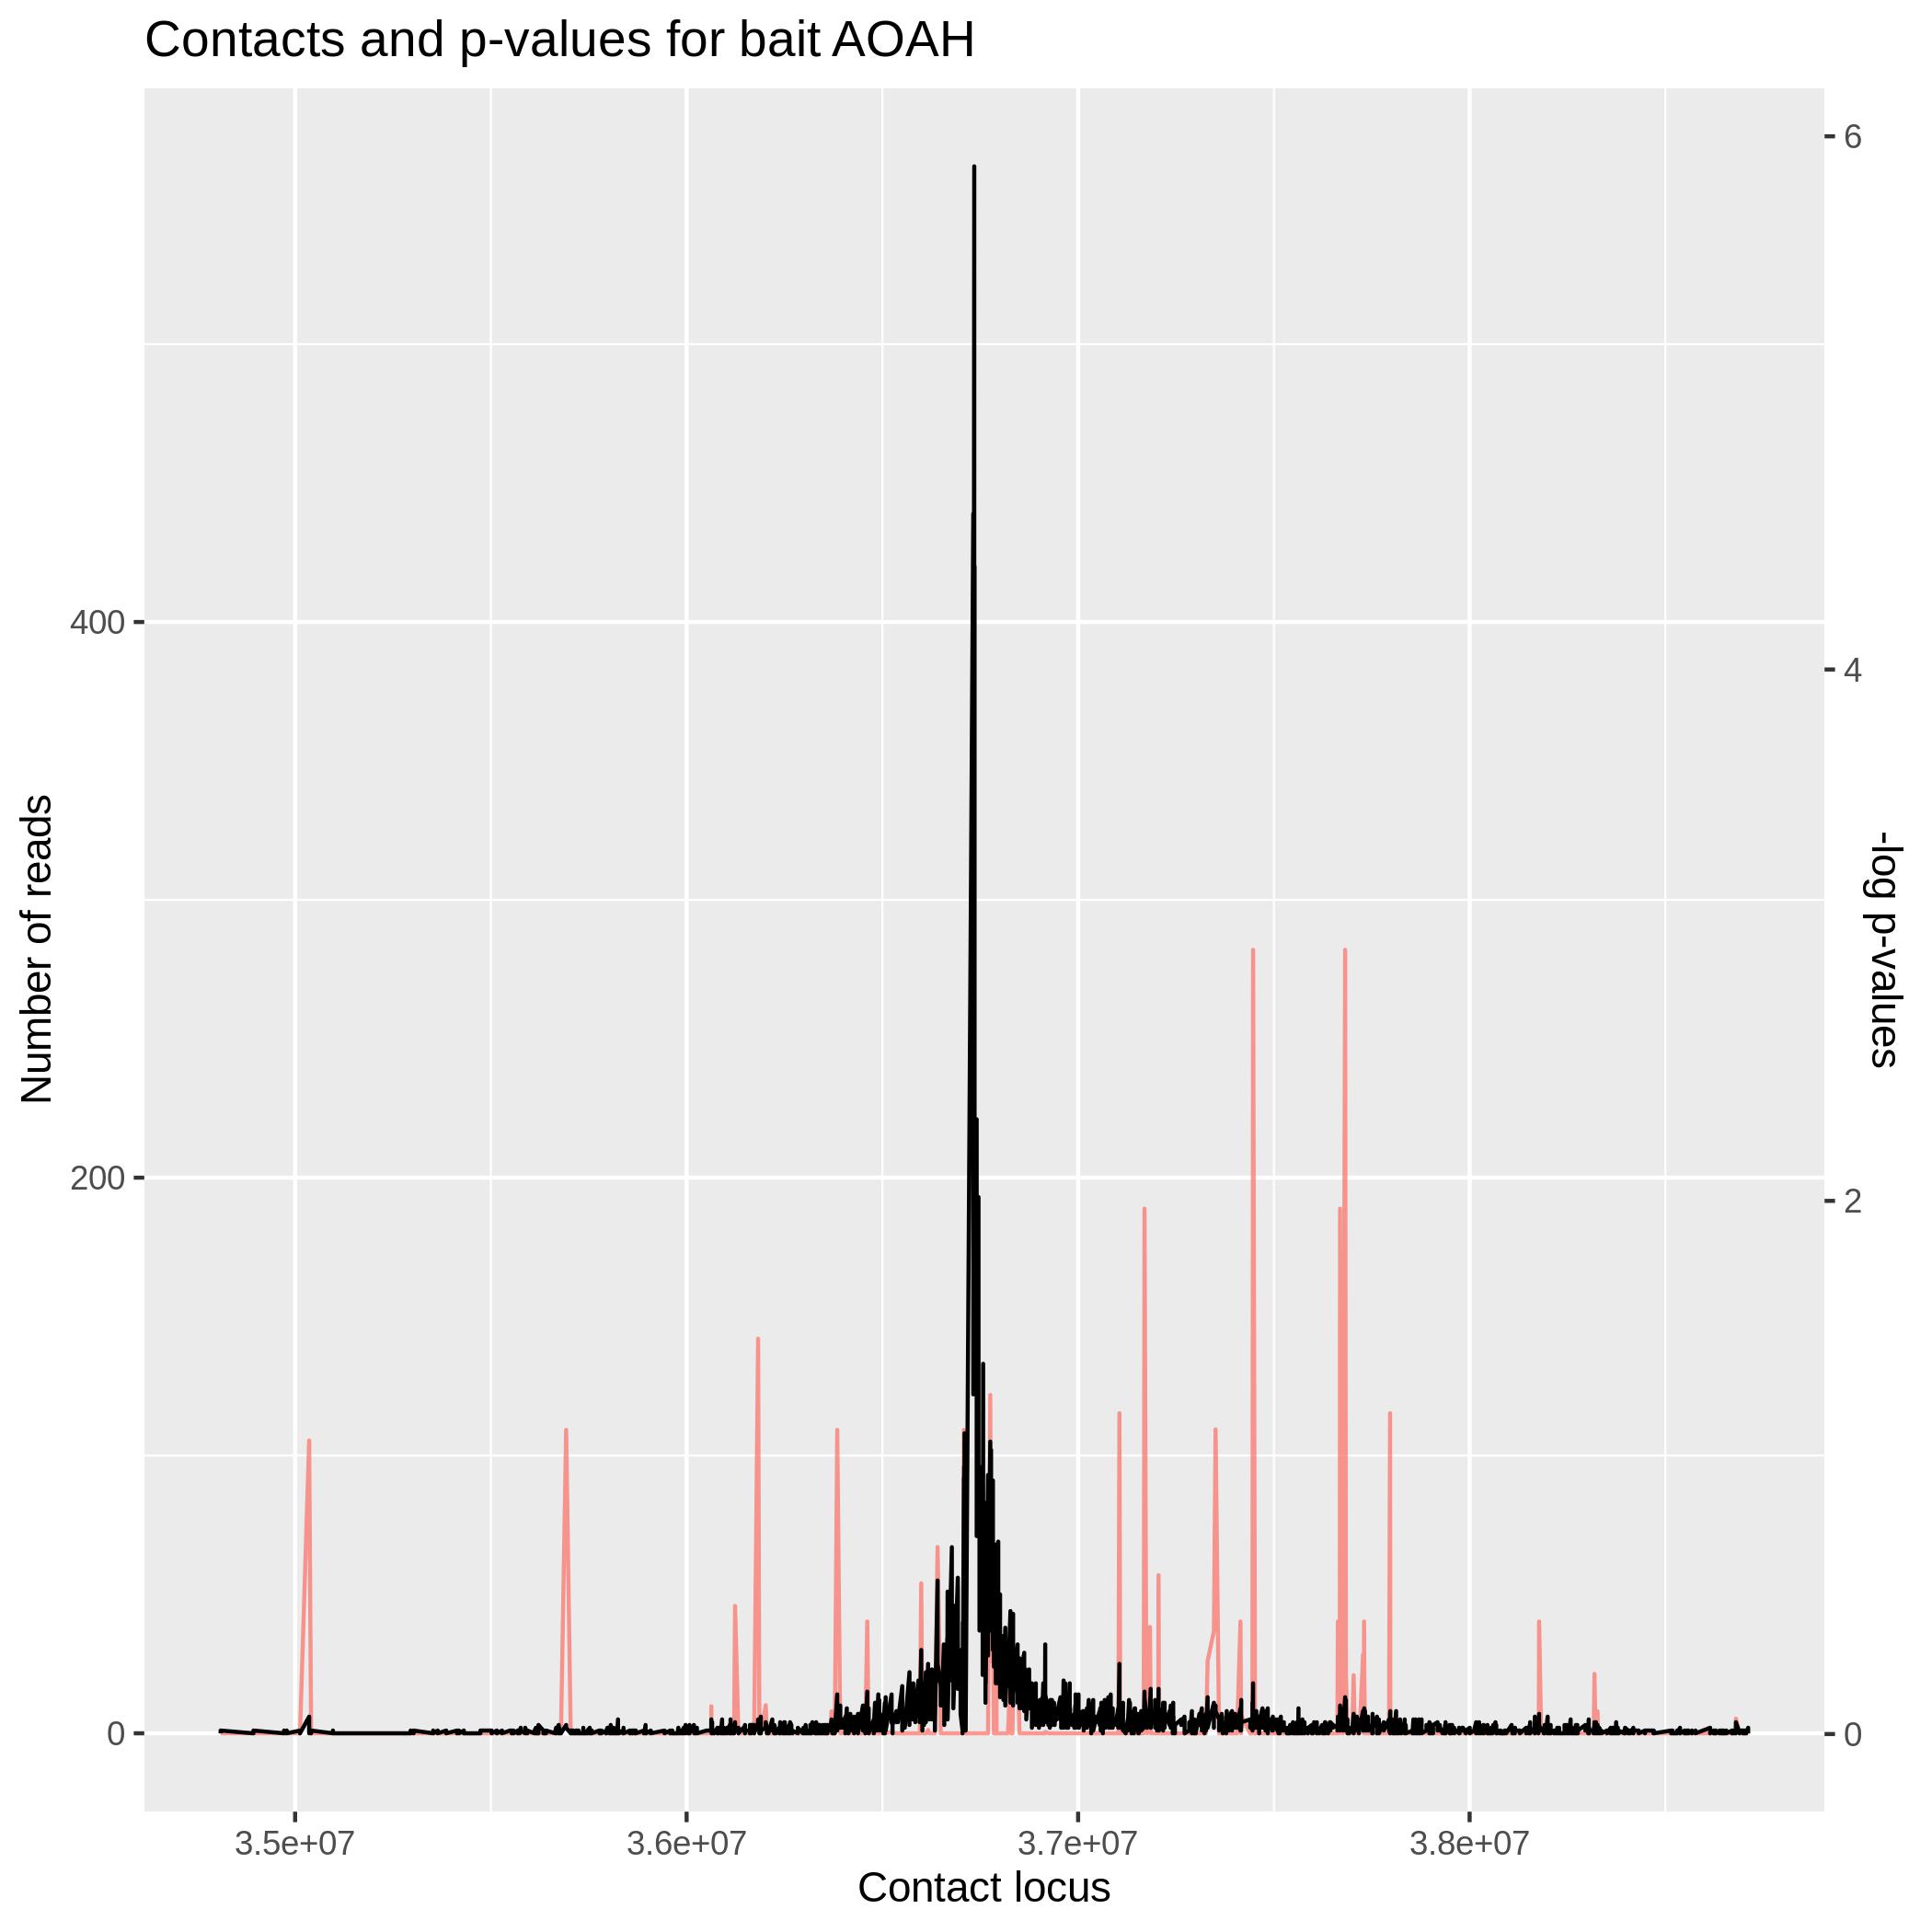 Contacts and p-values for bait AOAH
Number of reads
400
200
0
6
4
2
0
-log p-values
3.5e+07
3.6e+07
3.7e+07
3.8e+07
Contact locus